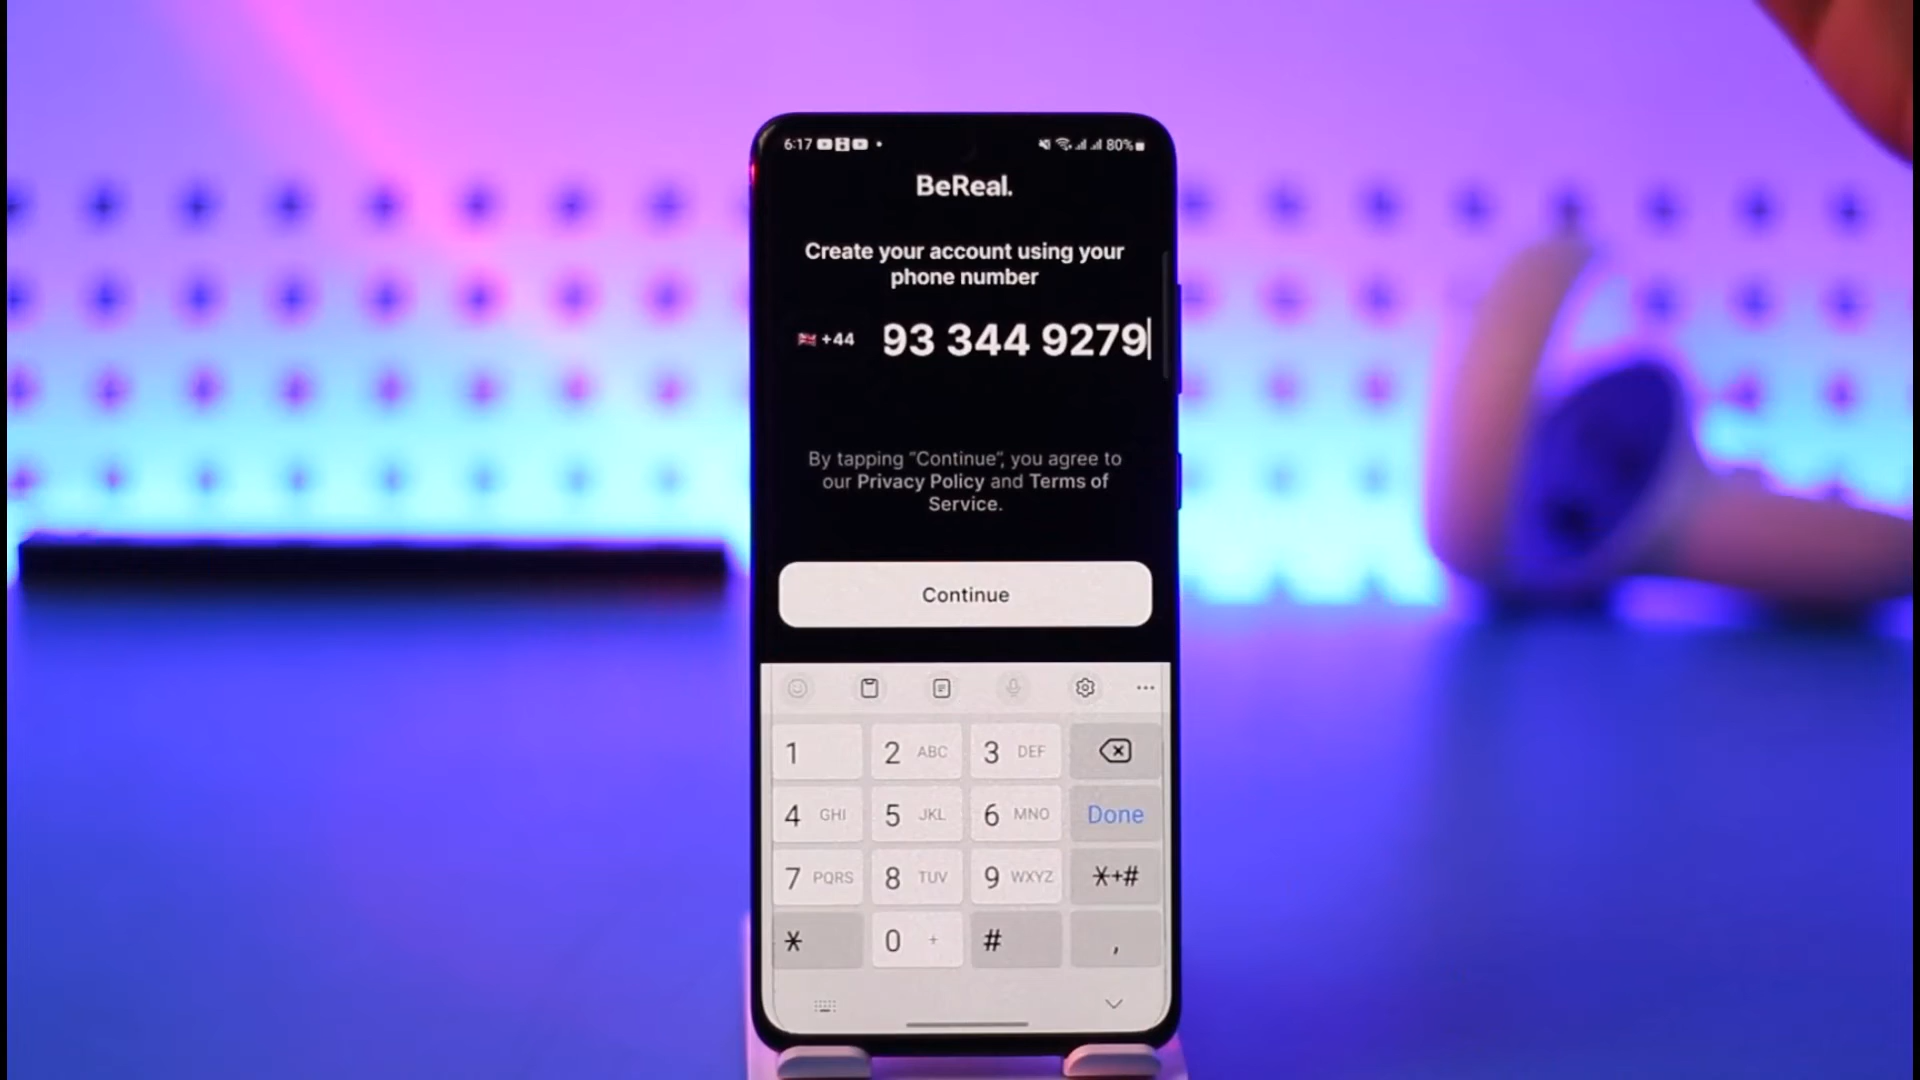 6:17 80%
BeReal.
Create your account using your
phone number
+44 93 344 9279
By tapping “Continue”, you agree to
our Privacy Policy and Terms of
Service.
Continue
1 2 ABC 3 DEF
4 GHI 5 JKL 6 MNO Done
7 PQRS 8 TUV 9 WXYZ *+#
* 0 + # ,